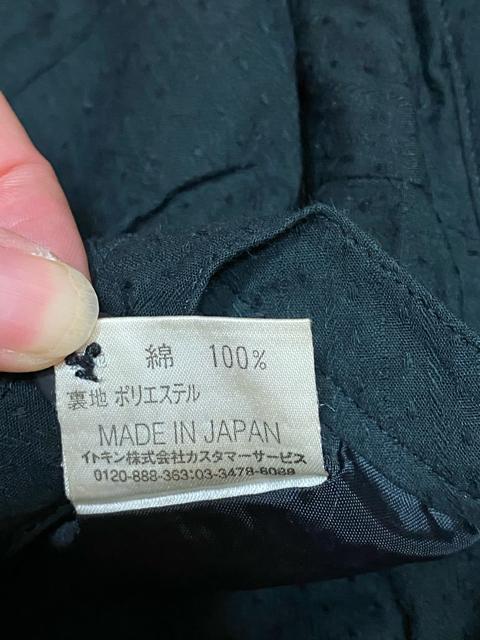 綿 100%
裏地 ポリエステル
MADE IN JAPAN
イトキン株式会社カスタマーサービス
0120-888-363:03-3478-8088